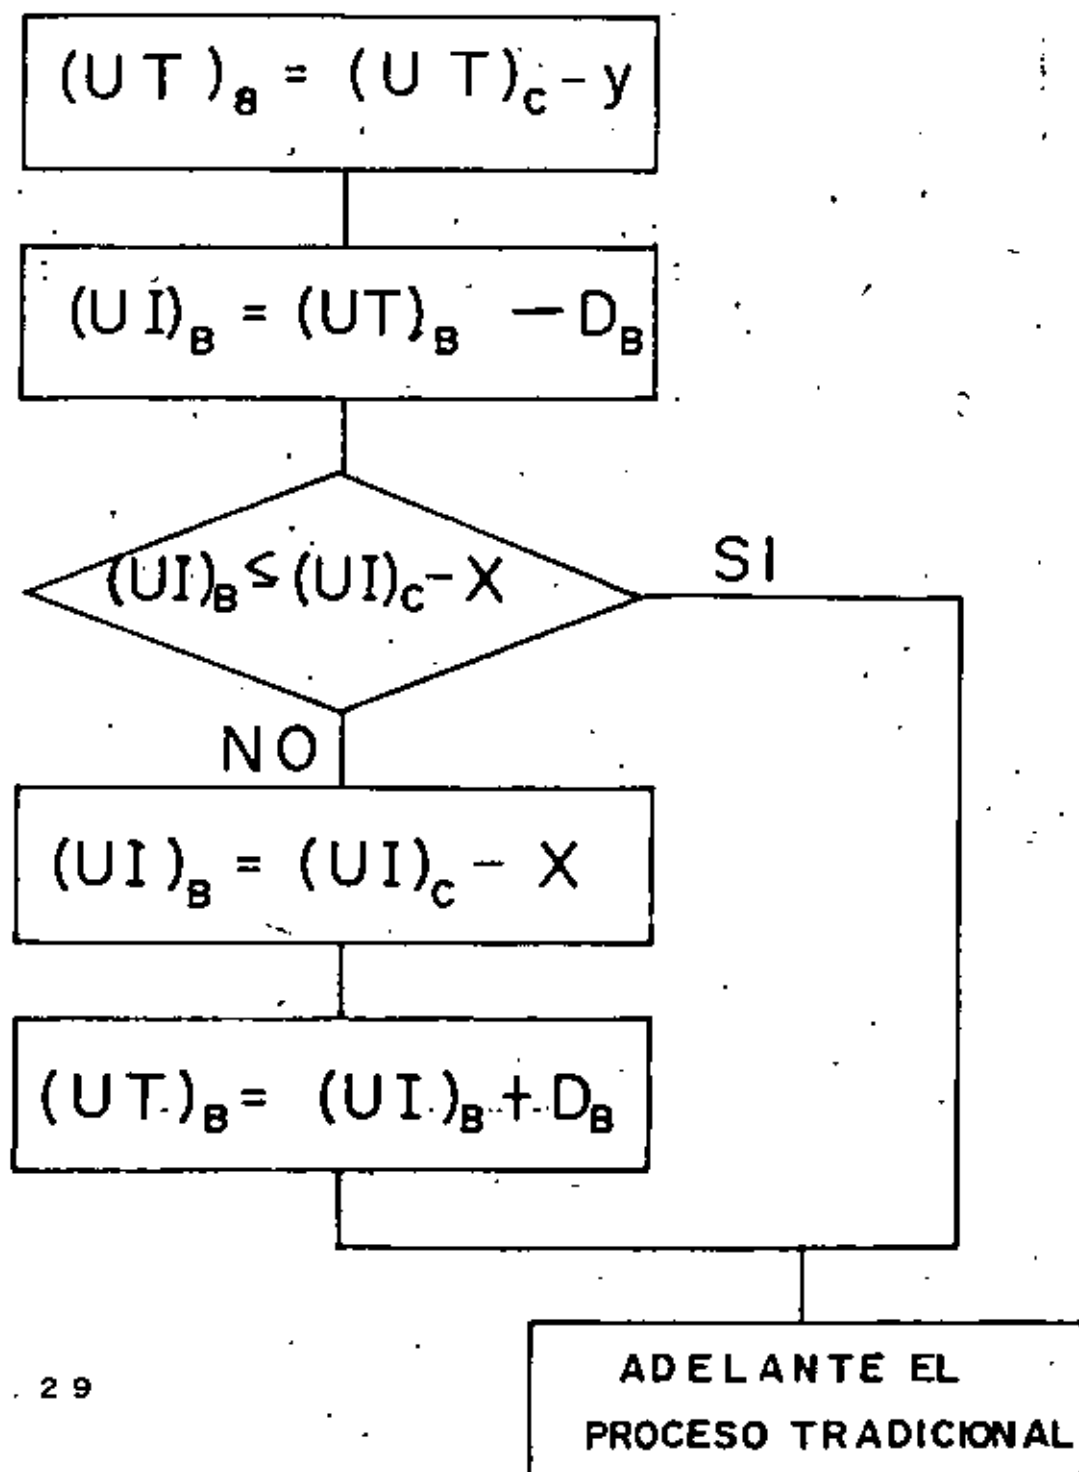 (UT)B = (UT)C - y
(UI)B = (UT)B — DB
(UI)B ≤ (UI)C - X
SI
NO
(UI)B = (UI)C - X
(UT)B = (UI)B + DB
ADELANTE EL
PROCESO TRADICIONAL
29